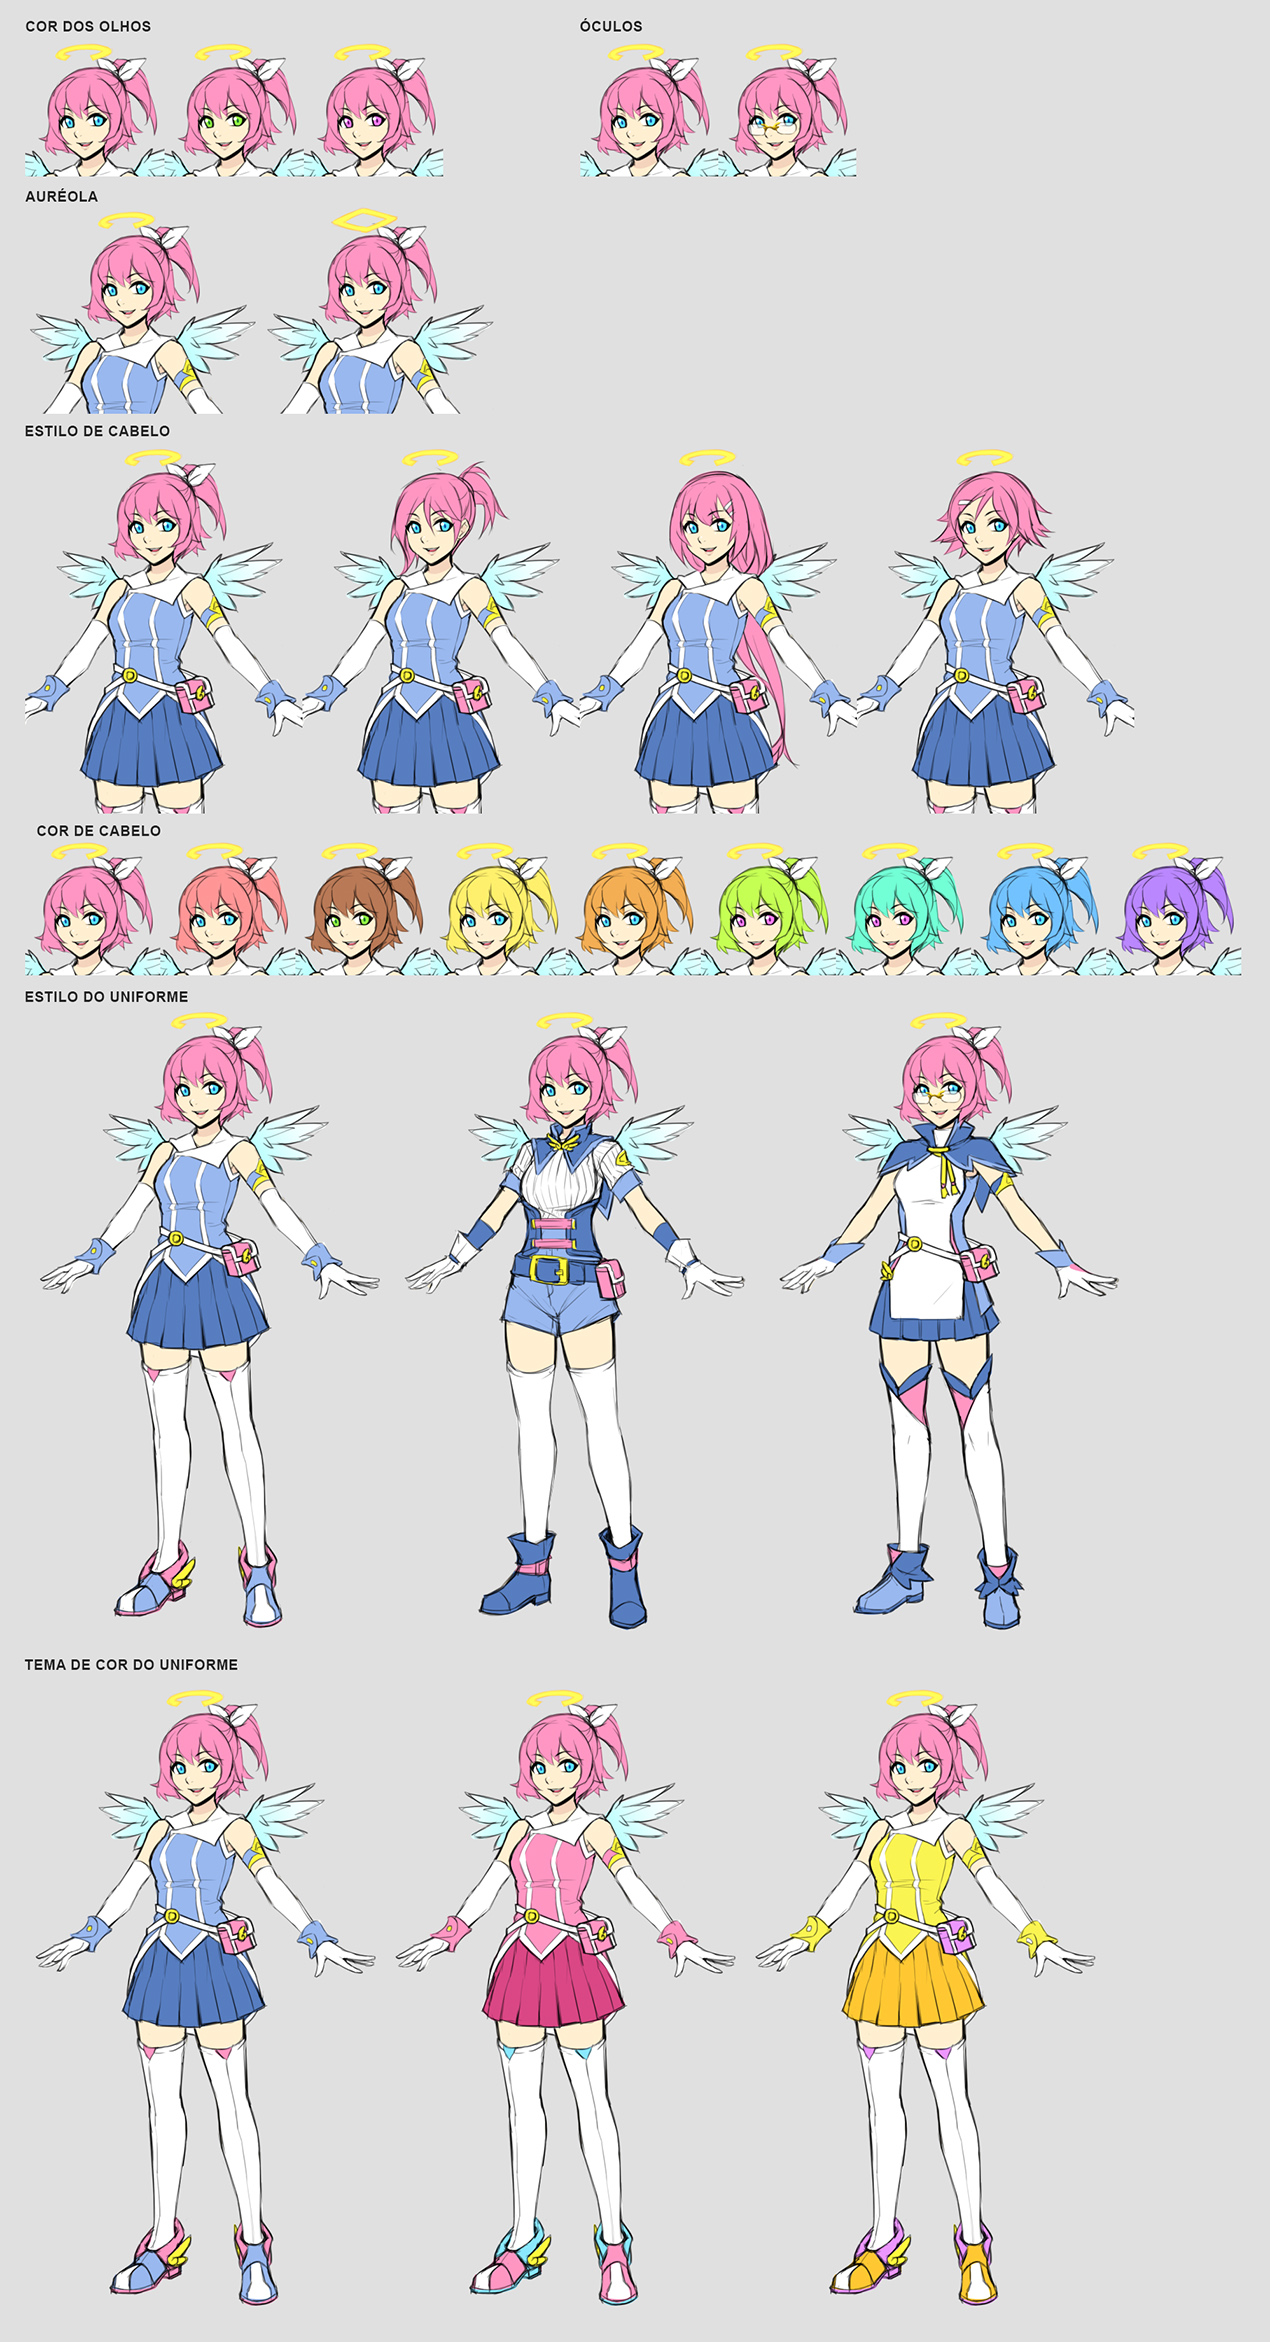 COR DOS OLHOS
ÓCULOS
AURÉOLA
ESTILO DE CABELO
COR DE CABELO
ESTILO DO UNIFORME
TEMA DE COR DO UNIFORME